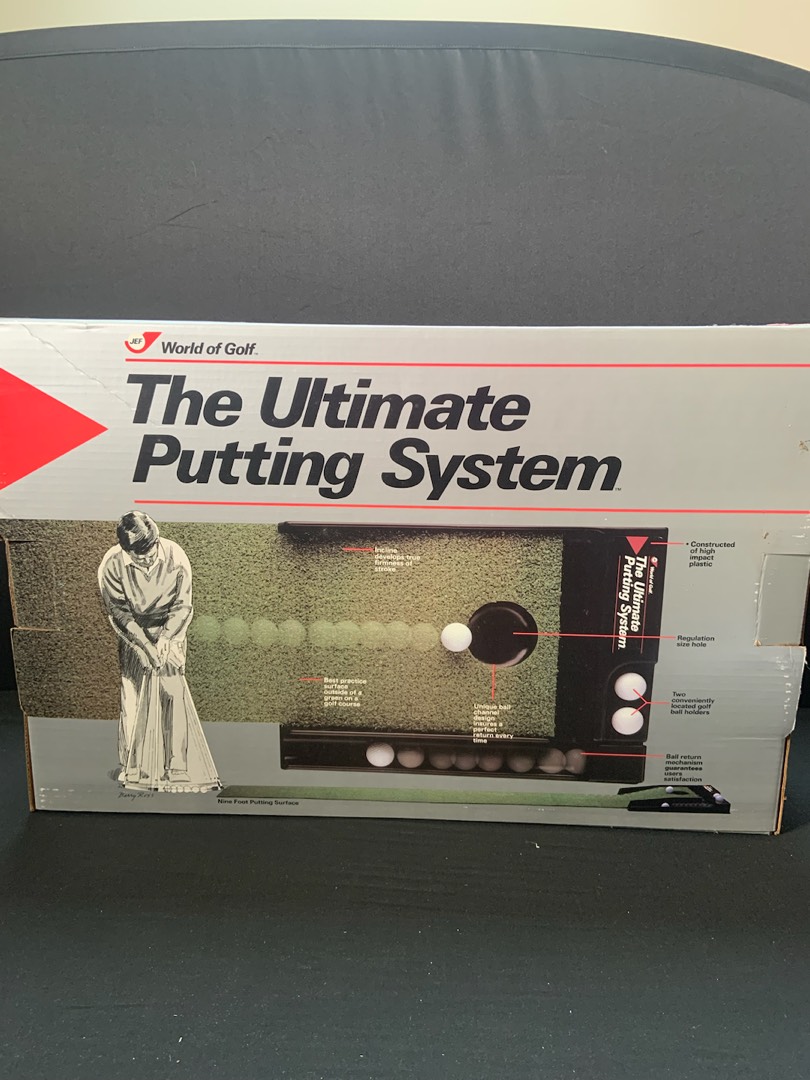 JEF World of Golf™
The Ultimate
Putting System™
Incline
develops true
firmness of
stroke
World of Golf
The Ultimate
Putting System.
• Constructed
of high
impact
plastic
Regulation
size hole
Best practice
surface
outside of a
green on a
golf course
Unique ball
channel
design
insures a
perfect
return every
time
Two
conveniently
located golf
ball holders
Ball return
mechanism
guarantees
users
satisfaction
Nine Foot Putting Surface